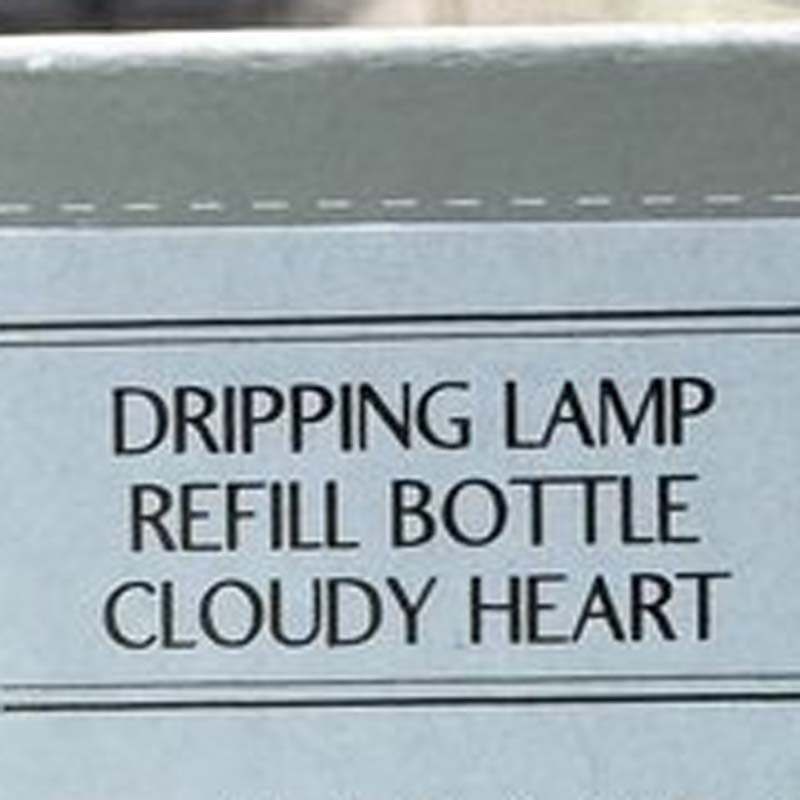 DRIPPING LAMP
REFILL BOTTLE
CLOUDY HEART